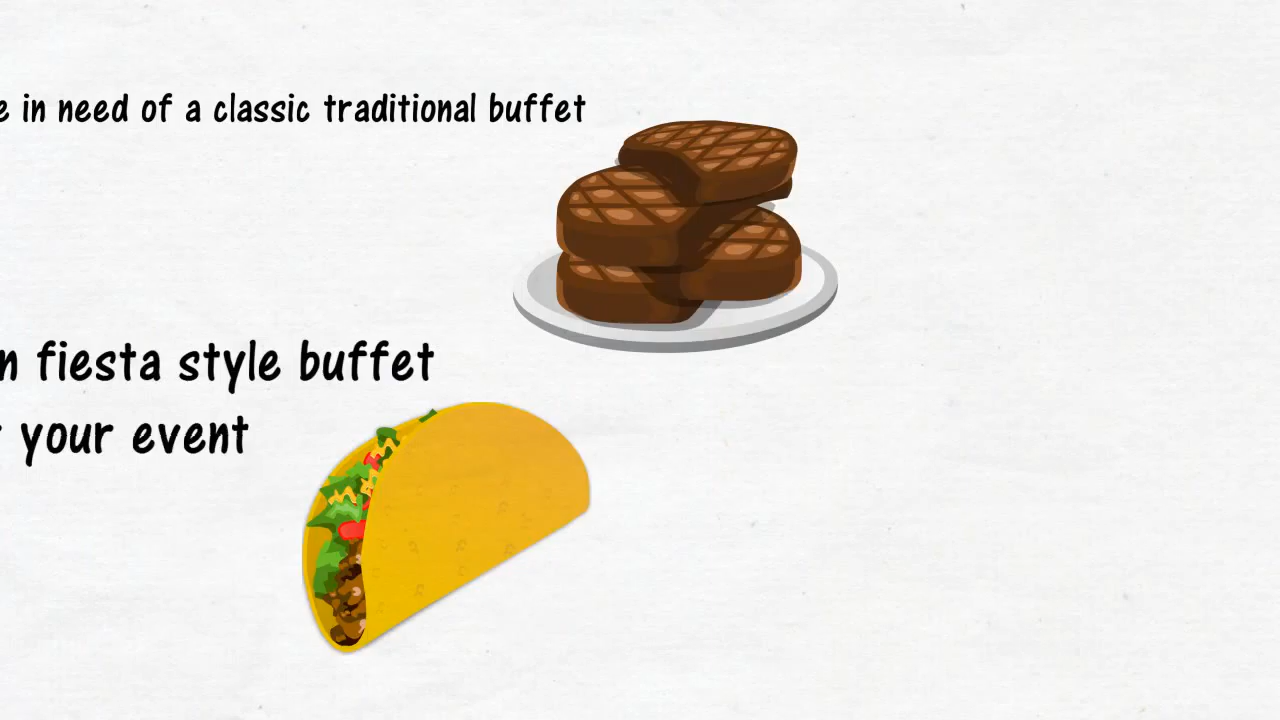 in need of a classic traditional buffet
fiesta style buffet
your event